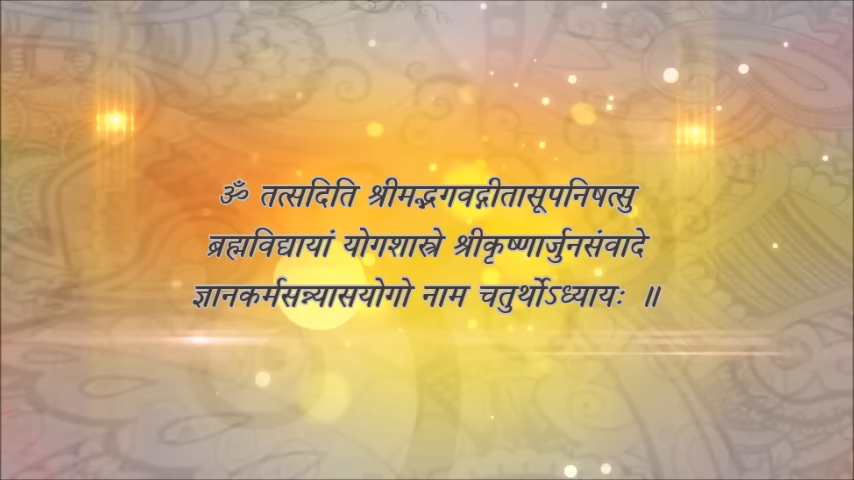 ॐ तत्सदिति श्रीमद्भगवद्गीतासूपनिषत्सु
ब्रह्मविद्यायां योगशास्त्रे श्रीकृष्णार्जुनसंवादे
ज्ञानकर्मसन्न्यासयोगो नाम चतुर्थोऽध्यायः ॥